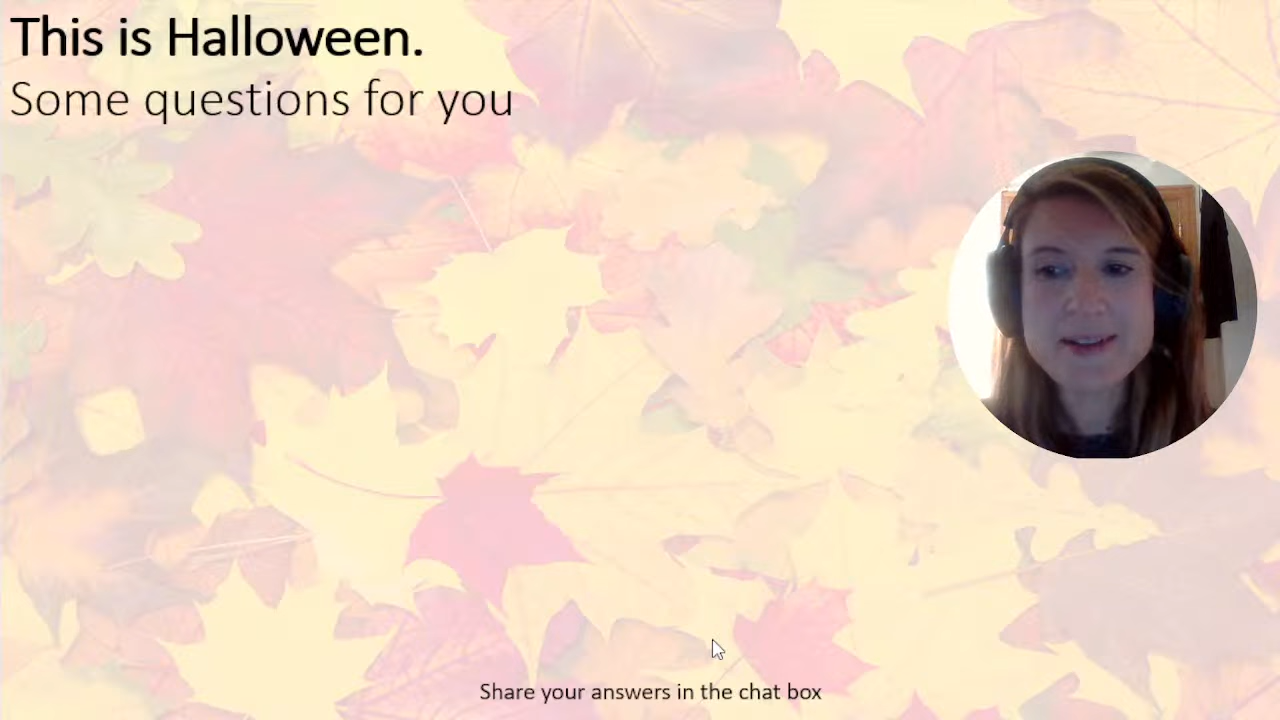 This is Halloween.
Some questions for you
Share your answers in the chat box